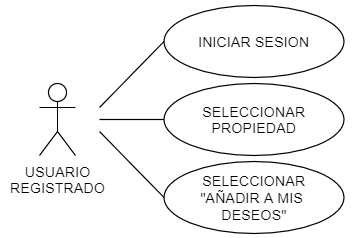 INICIAR SESION
SELECCIONAR
PROPIEDAD
USUARIO
REGISTRADO
SELECCIONAR
"AÑADIR A MIS
DESEOS"